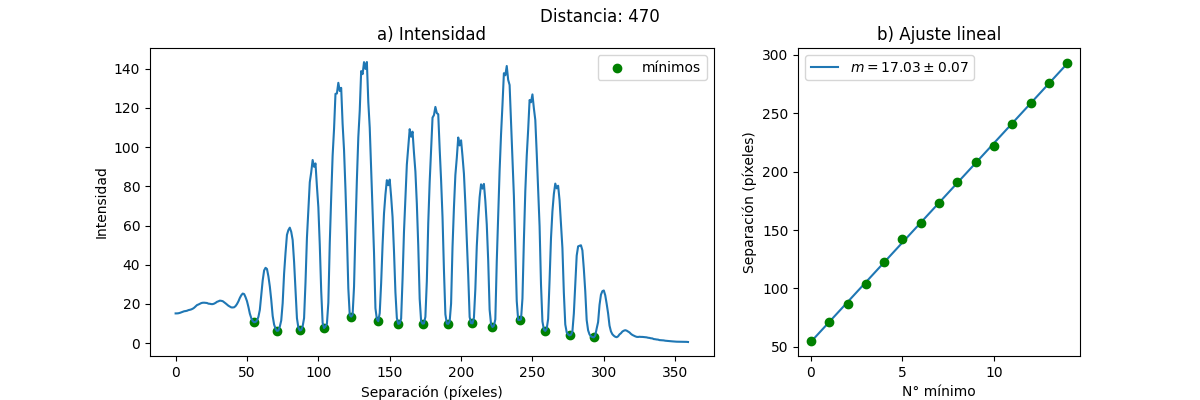 Distancia: 470
a) Intensidad
mínimos
Intensidad
0
20
40
60
80
100
120
140
0
50
100
150
200
250
300
350
Separación (píxeles)
b) Ajuste lineal
m = 17.03 ± 0.07
Separación (píxeles)
50
100
150
200
250
300
0
5
10
N° mínimo